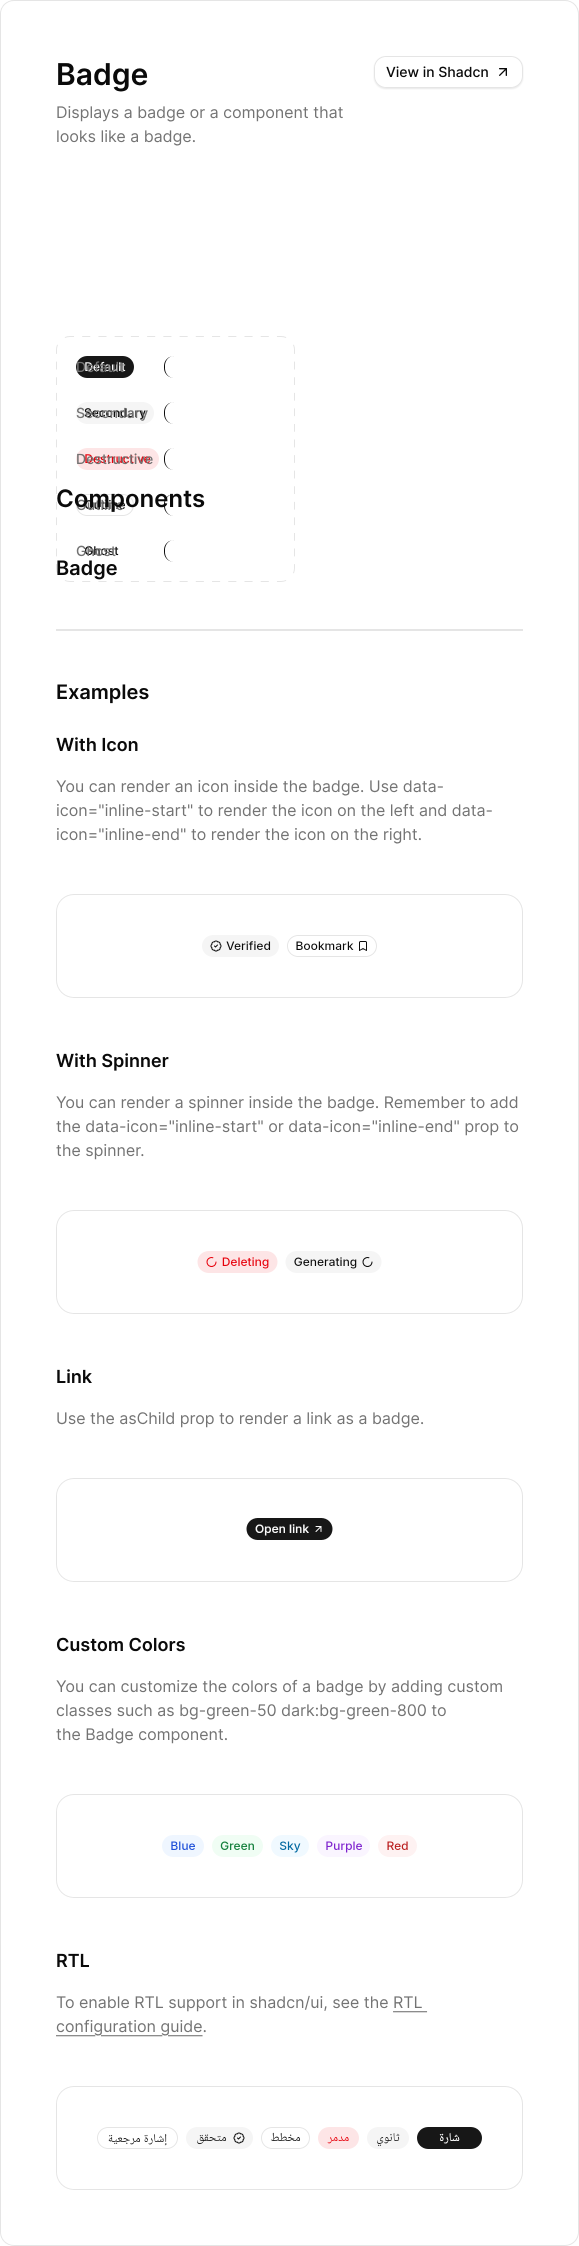 Badge
View in Shadcn
Displays a badge or a component that
looks like a badge.
Default
Default
Secondary
Secondary
Destructive
Destructive
Components
Outline
Outline
Ghost
Ghost
Badge
Examples
With Icon
You can render an icon inside the badge. Use data-
icon="inline-start" to render the icon on the left and data-
icon="inline-end" to render the icon on the right.
Verified
Bookmark
With Spinner
You can render a spinner inside the badge. Remember to add
the data-icon="inline-start" or data-icon="inline-end" prop to
the spinner.
Deleting
Generating
Link
Use the asChild prop to render a link as a badge.
Open link
Custom Colors
You can customize the colors of a badge by adding custom
classes such as bg-green-50 dark:bg-green-800 to
the Badge component.
Blue
Green
Sky
Purple
Red
RTL
To enable RTL support in shadcn/ui, see the RTL
configuration guide.
شارة
ثانوي
مدمر
مخطط
متحقق
إشارة مرجعية